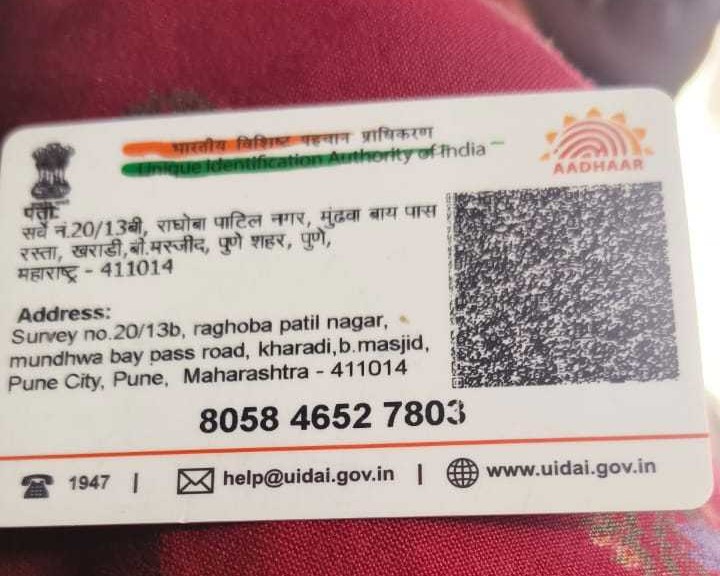 भारतीय विशिष्ट पहचान प्राधिकरण
Unique Identification Authority of India
AADHAAR
पत्ता:
सर्वे नं.20/13बी, राघोबा पाटिल नगर, मुंढवा बाय पास
रस्ता, खराडी,बी.मस्जीद, पुणे शहर, पुणे,
महाराष्ट्र - 411014
Address:
Survey no.20/13b, raghoba patil nagar,
mundhwa bay pass road, kharadi,b.masjid,
Pune City, Pune, Maharashtra - 411014
8058 4652 7803
1947 | help@uidai.gov.in | www.uidai.gov.in